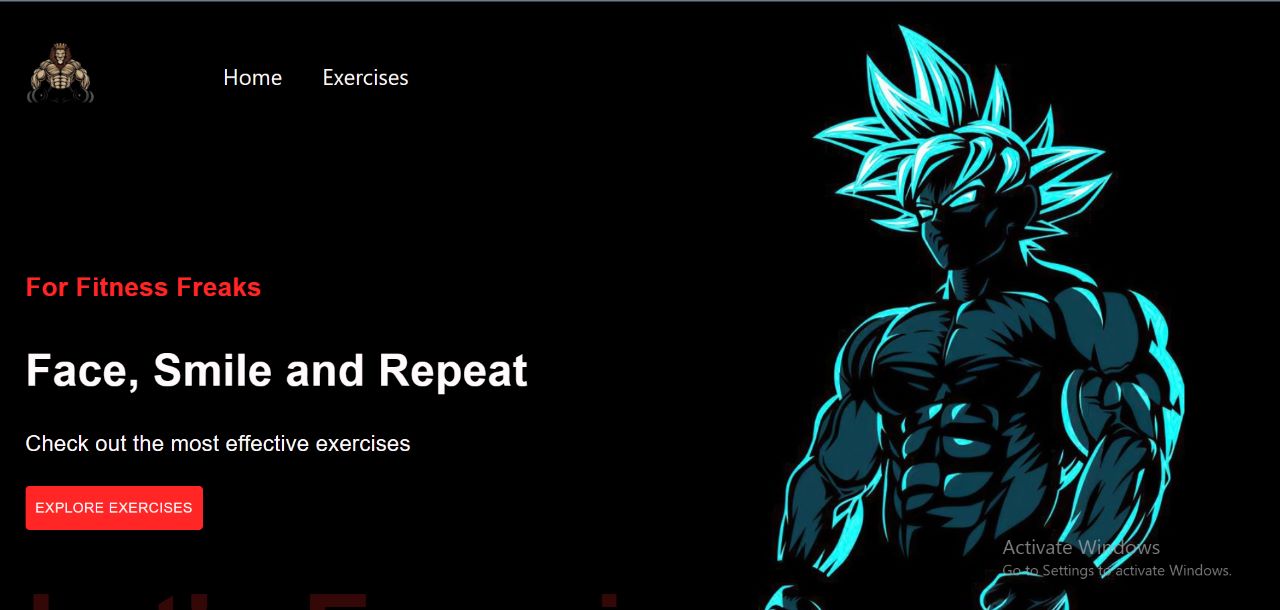 Home Exercises
For Fitness Freaks
Face, Smile and Repeat
Check out the most effective exercises
EXPLORE EXERCISES
Activate Windows
Go to Settings to activate Windows.